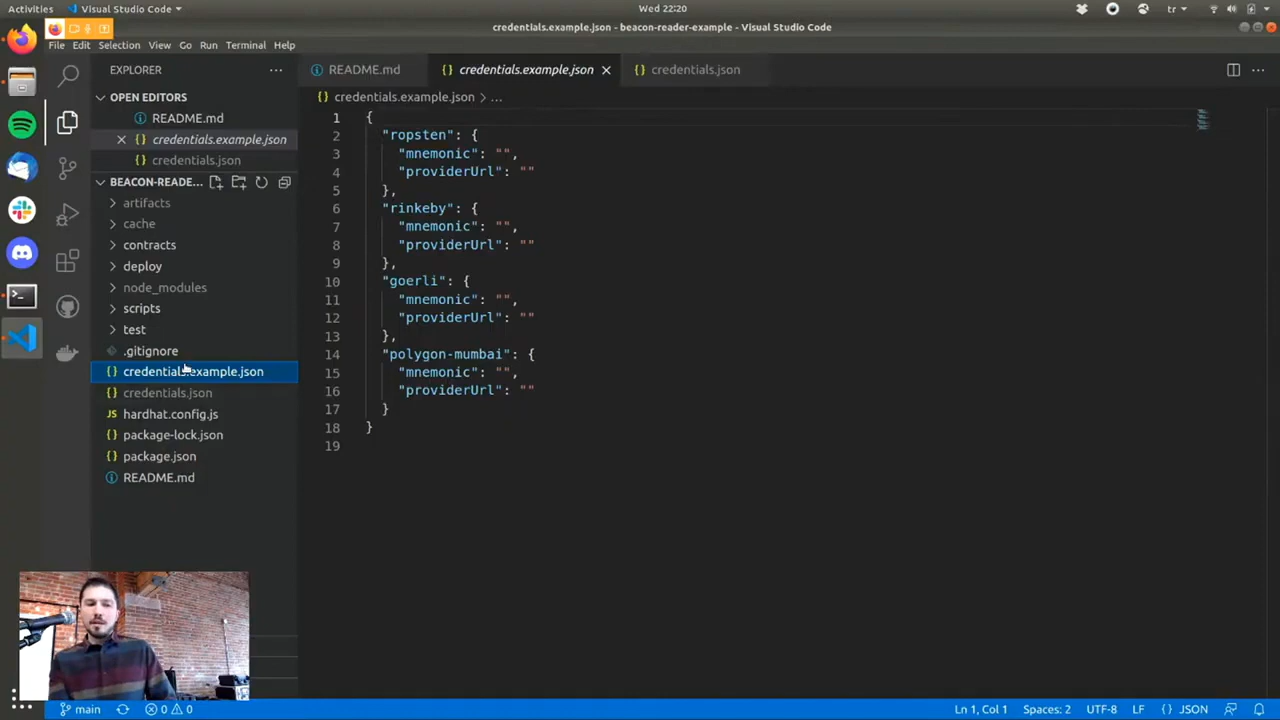 Activities
Visual Studio Code
Wed 22:20
tr
credentials.example.json - beacon-reader-example - Visual Studio Code
File Edit Selection View Go Run Terminal Help
EXPLORER
OPEN EDITORS
README.md
credentials.example.json
credentials.json
BEACON-READE...
artifacts
cache
contracts
deploy
node_modules
scripts
test
.gitignore
credentials.example.json
credentials.json
JS hardhat.config.js
package-lock.json
package.json
README.md
README.md
credentials.example.json
credentials.json
credentials.example.json > ...
1 {
2 "ropsten": {
3 "mnemonic": "",
4 "providerUrl": ""
5 },
6 "rinkeby": {
7 "mnemonic": "",
8 "providerUrl": ""
9 },
10 "goerli": {
11 "mnemonic": "",
12 "providerUrl": ""
13 },
14 "polygon-mumbai": {
15 "mnemonic": "",
16 "providerUrl": ""
17 }
18 }
19
main
0 0
Ln 1, Col 1 Spaces: 2 UTF-8 LF {} JSON